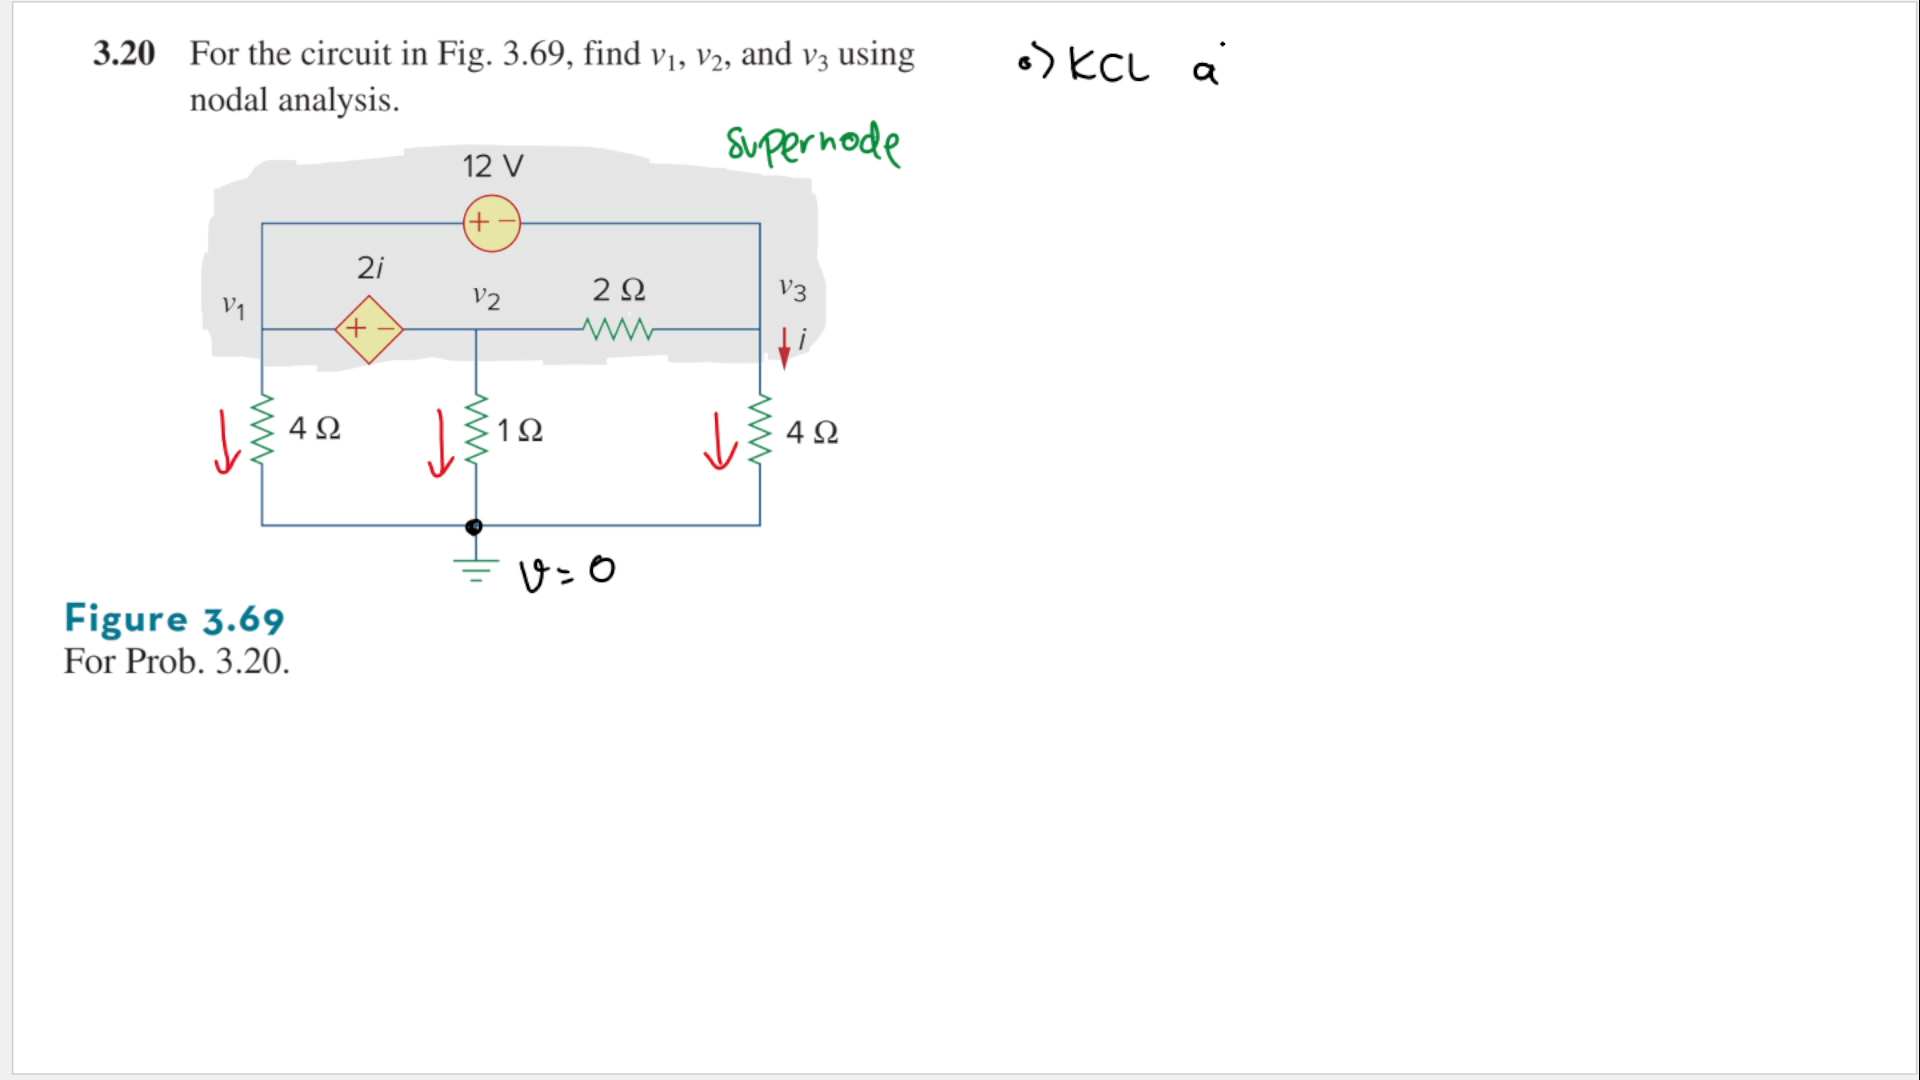 3.20 For the circuit in Fig. 3.69, find v₁, v₂, and v₃ using
nodal analysis.
•) KCL a
supernode
12 V
+ −
2i
+ −
v₁
v₂
2 Ω
v₃
i
4 Ω
1 Ω
4 Ω
v = 0
Figure 3.69
For Prob. 3.20.